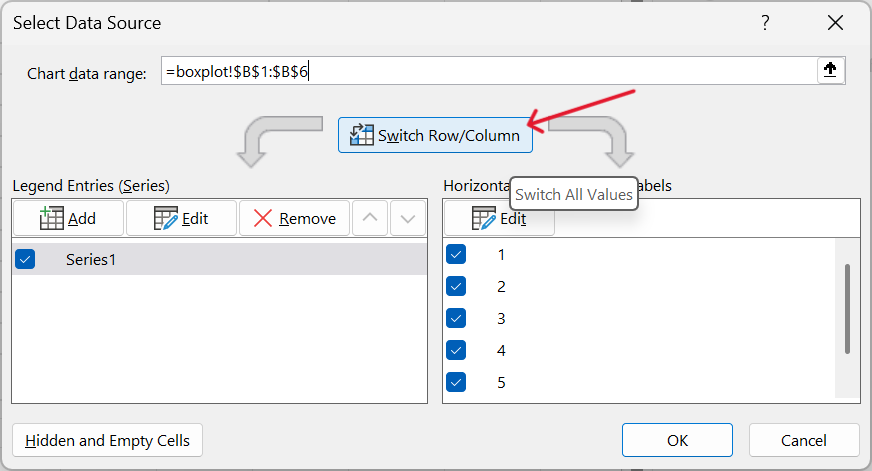 Select Data Source
?
Chart data range: =boxplot!$B$1:$B$6
Switch Row/Column
Legend Entries (Series)
Horizonta
abels
Switch All Values
Add
Edit
Remove
Edit
Series1
1
2
3
4
5
Hidden and Empty Cells
OK
Cancel